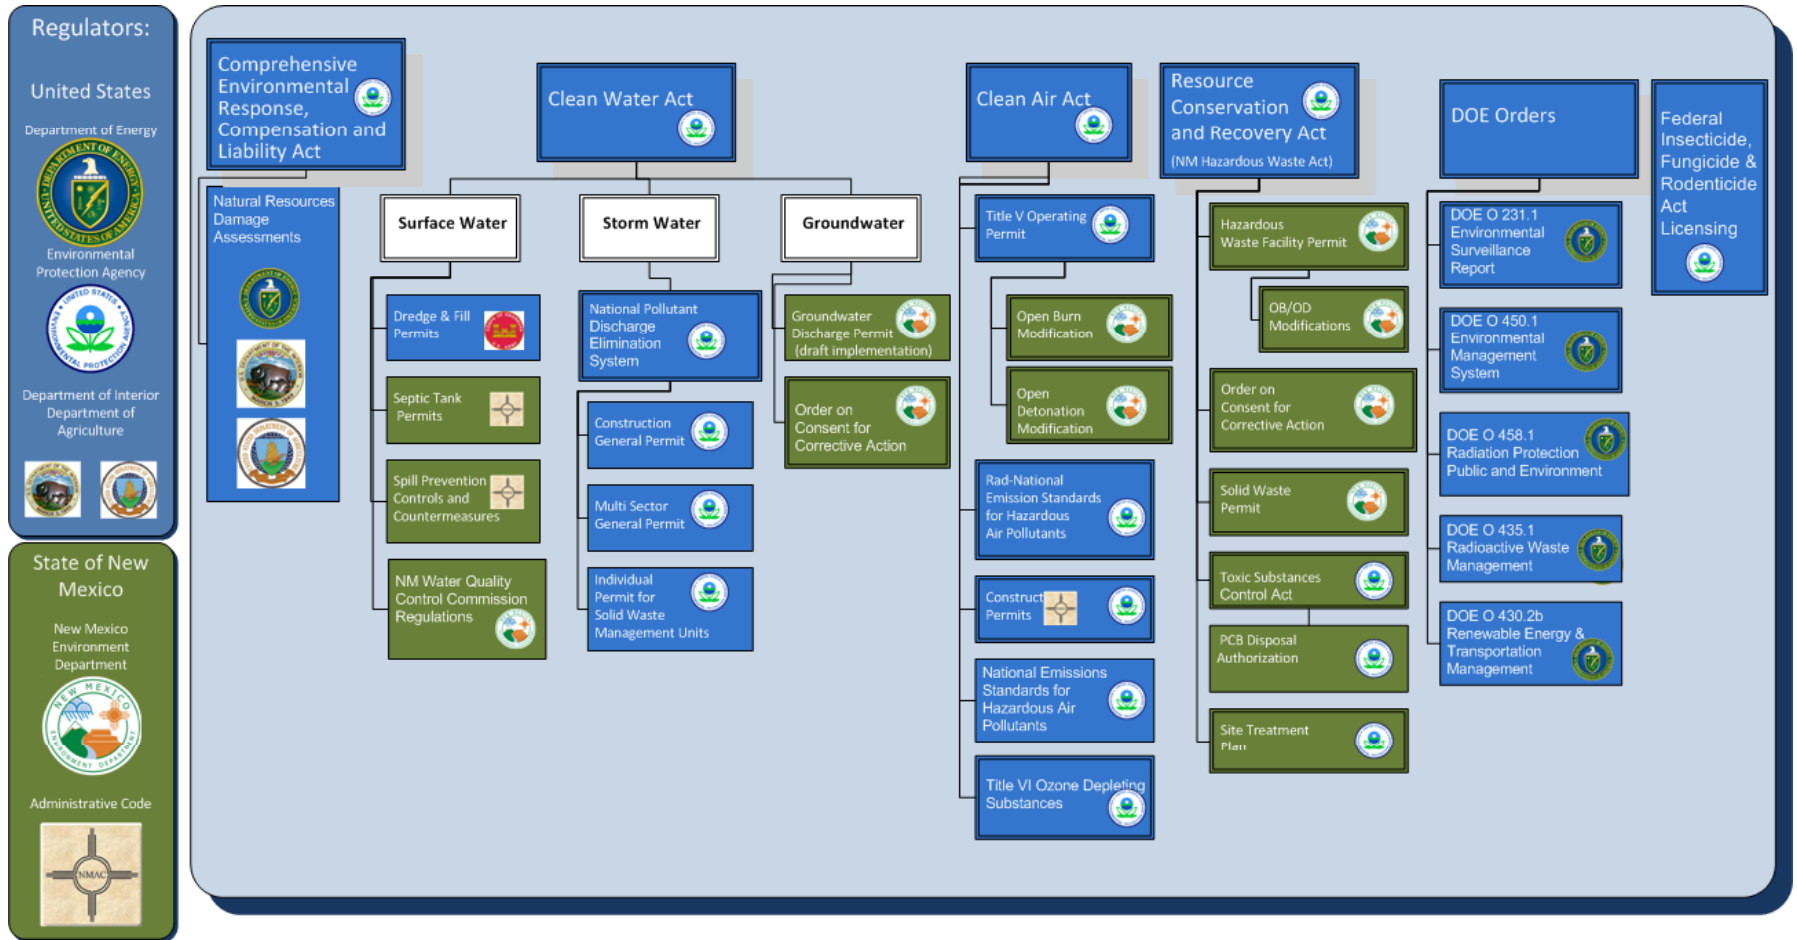 Regulators:
United States
Department of Energy
Environmental
Protection Agency
Department of Interior
Department of
Agriculture
State of New
Mexico
New Mexico
Environment
Department
NEW MEXICO
ENVIRONMENT DEPARTMENT
Administrative Code
NMAC
Comprehensive
Environmental
Response,
Compensation and
Liability Act
Natural Resources
Damage
Assessments
Clean Water Act
Surface Water
Dredge & Fill
Permits
Septic Tank
Permits
Spill Prevention
Controls and
Countermeasures
NM Water Quality
Control Commission
Regulations
Storm Water
National Pollutant
Discharge
Elimination
System
Construction
General Permit
Multi Sector
General Permit
Individual
Permit for
Solid Waste
Management Units
Groundwater
Groundwater
Discharge Permit
(draft implementation)
Order on
Consent for
Corrective Action
Clean Air Act
Title V Operating
Permit
Open Burn
Modification
Open
Detonation
Modification
Rad-National
Emission Standards
for Hazardous
Air Pollutants
Construct
Permits
National Emissions
Standards for
Hazardous Air
Pollutants
Title VI Ozone Depleting
Substances
Resource
Conservation
and Recovery Act
(NM Hazardous Waste Act)
Hazardous
Waste Facility Permit
OB/OD
Modifications
Order on
Consent for
Corrective Action
Solid Waste
Permit
Toxic Substances
Control Act
PCB Disposal
Authorization
Site Treatment
Plan
DOE Orders
DOE O 231.1
Environmental
Surveillance
Report
DOE O 450.1
Environmental
Management
System
DOE O 458.1
Radiation Protection
Public and Environment
DOE O 435.1
Radioactive Waste
Management
DOE O 430.2b
Renewable Energy &
Transportation
Management
Federal
Insecticide,
Fungicide &
Rodenticide
Act
Licensing